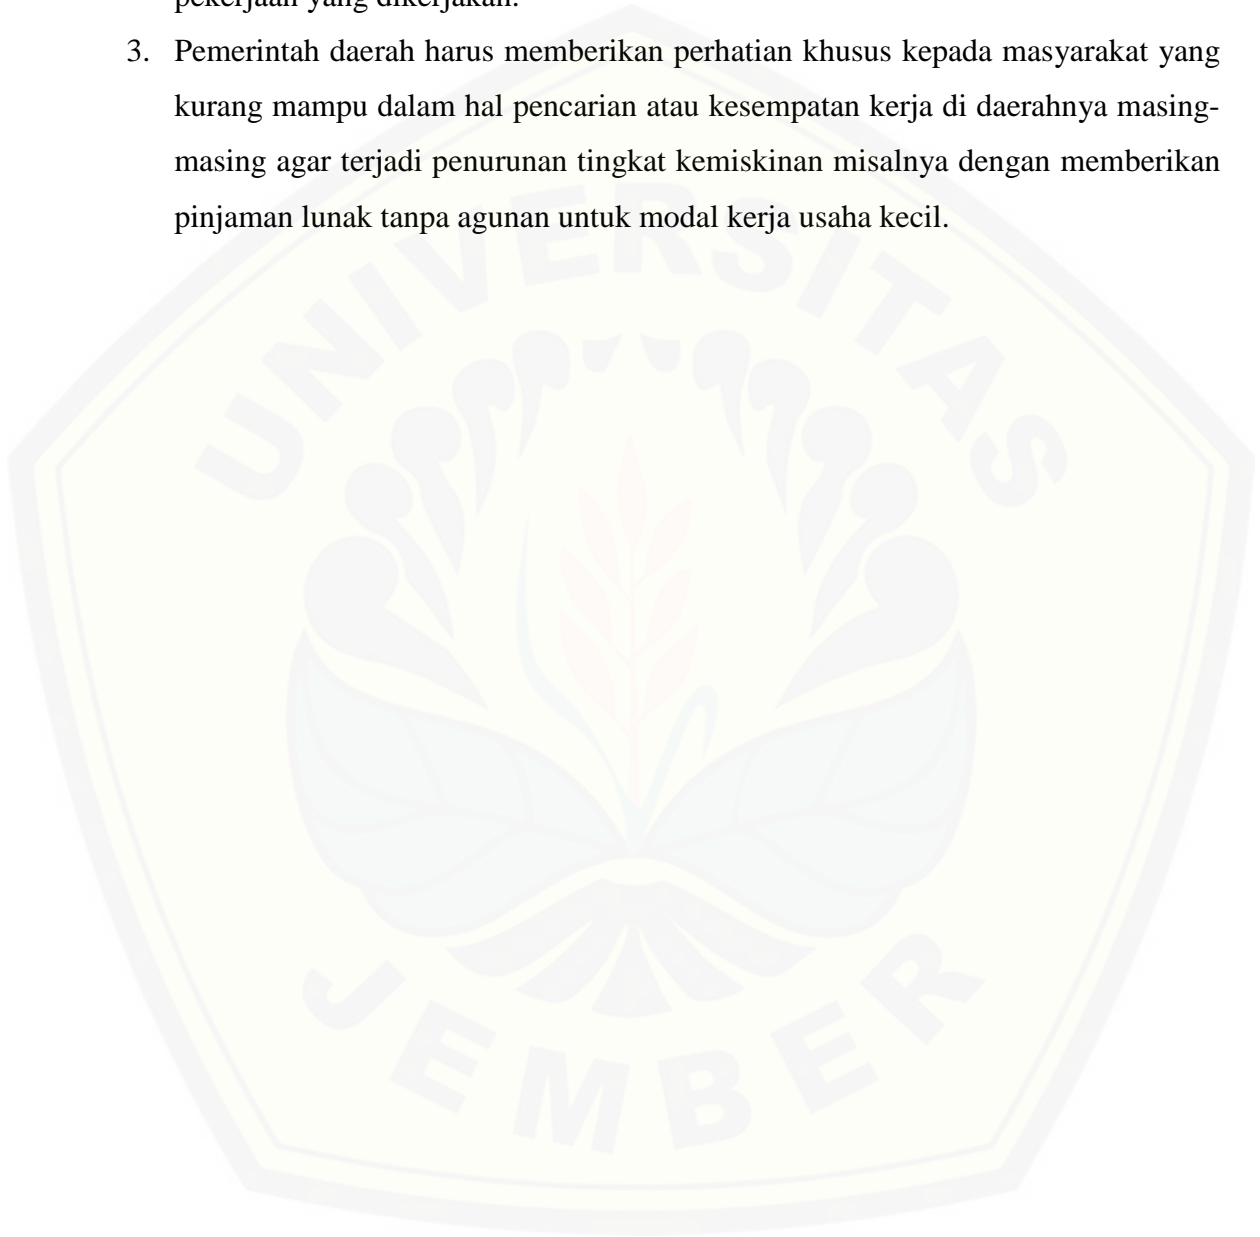 pekerjaan yang dikerjakan.
3. Pemerintah daerah harus memberikan perhatian khusus kepada masyarakat yang
kurang mampu dalam hal pencarian atau kesempatan kerja di daerahnya masing-
masing agar terjadi penurunan tingkat kemiskinan misalnya dengan memberikan
pinjaman lunak tanpa agunan untuk modal kerja usaha kecil.
UNIVERSITAS
JEMBER